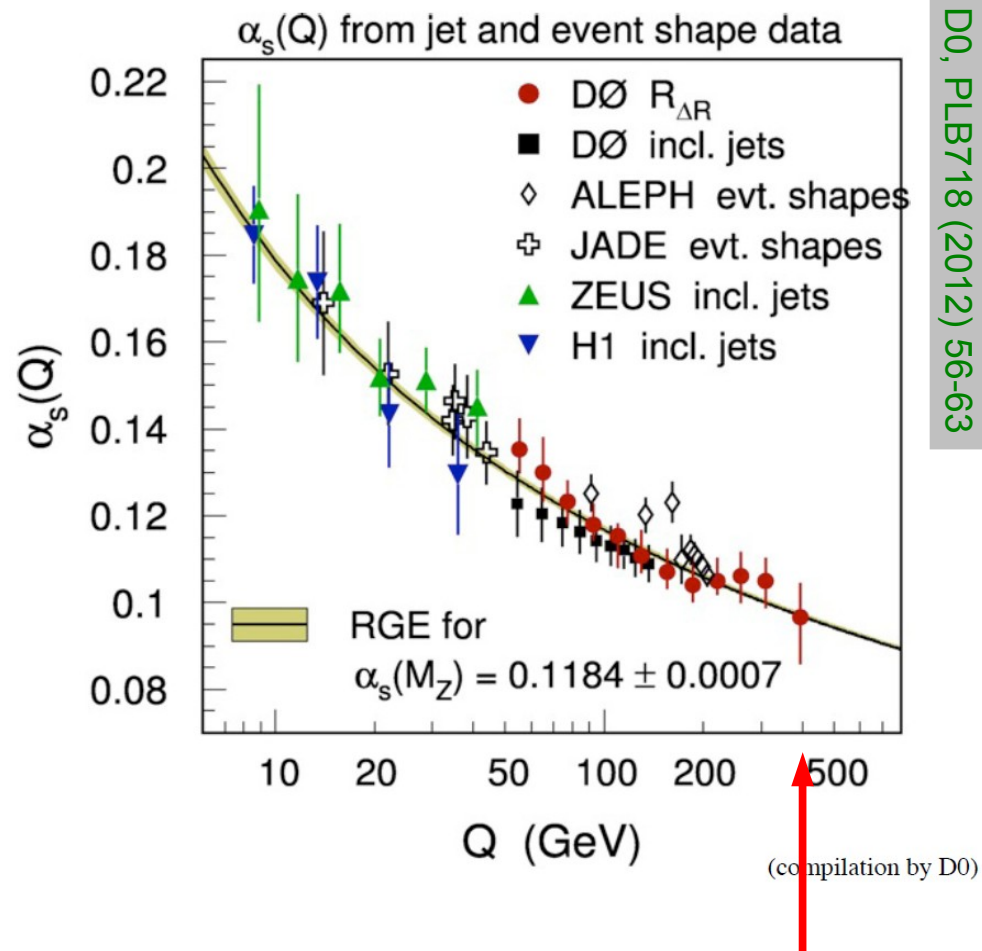 αs(Q) from jet and event shape data
DØ RΔR
DØ incl. jets
ALEPH evt. shapes
JADE evt. shapes
ZEUS incl. jets
H1 incl. jets
RGE for
αs(MZ) = 0.1184 ± 0.0007
αs(Q)
0.22
0.2
0.18
0.16
0.14
0.12
0.1
0.08
10 20 50 100 200 500
Q (GeV)
(compilation by D0)
D0, PLB718 (2012) 56-63